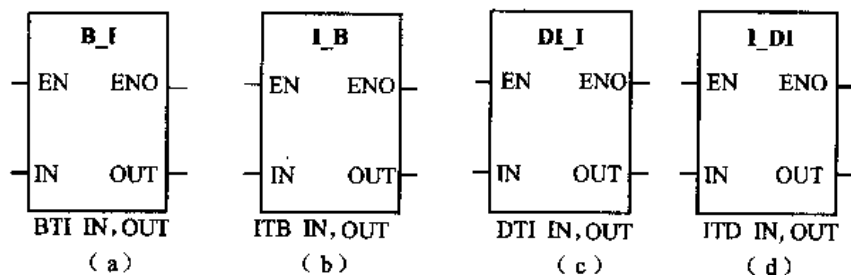 B_I I_B DI_I I_DI
EN ENO EN ENO EN ENO EN ENO
IN OUT IN OUT IN OUT IN OUT
BTI IN,OUT ITB IN,OUT DTI IN,OUT ITD IN,OUT
(a) (b) (c) (d)